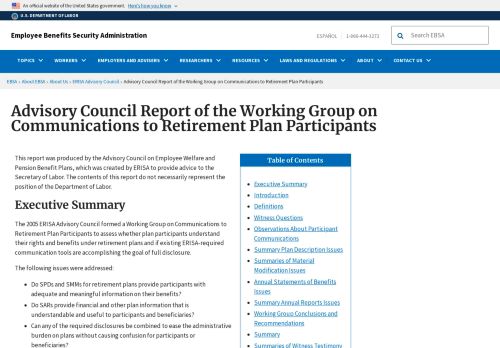 An official website of the United States government. Here's how you know
U.S. DEPARTMENT OF LABOR
Employee Benefits Security Administration
ESPAÑOL | 1-866-444-3272
Search EBSA
TOPICS WORKERS EMPLOYERS AND ADVISERS RESEARCHERS RESOURCES LAWS AND REGULATIONS ABOUT CONTACT US
EBSA › About EBSA › About Us › ERISA Advisory Council › Advisory Council Report of the Working Group on Communications to Retirement Plan Participants
Advisory Council Report of the Working Group on
Communications to Retirement Plan Participants
This report was produced by the Advisory Council on Employee Welfare and
Pension Benefit Plans, which was created by ERISA to provide advice to the
Secretary of Labor. The contents of this report do not necessarily represent the
position of the Department of Labor.
Executive Summary
The 2005 ERISA Advisory Council formed a Working Group on Communications to
Retirement Plan Participants to assess whether plan participants understand
their rights and benefits under retirement plans and if existing ERISA-required
communication tools are accomplishing the goal of full disclosure.
The following issues were addressed:
Do SPDs and SMMs for retirement plans provide participants with
adequate and meaningful information on their benefits?
Do SARs provide financial and other plan information that is
understandable and useful to participants and beneficiaries?
Can any of the required disclosures be combined to ease the administrative
burden on plans without causing confusion for participants or
beneficiaries?
Table of Contents
Executive Summary
Introduction
Definitions
Witness Questions
Observations About Participant
Communications
Summary Plan Description Issues
Summaries of Material
Modification Issues
Annual Statements of Benefits
Issues
Summary Annual Reports Issues
Working Group Conclusions and
Recommendations
Summary
Summaries of Witness Testimony